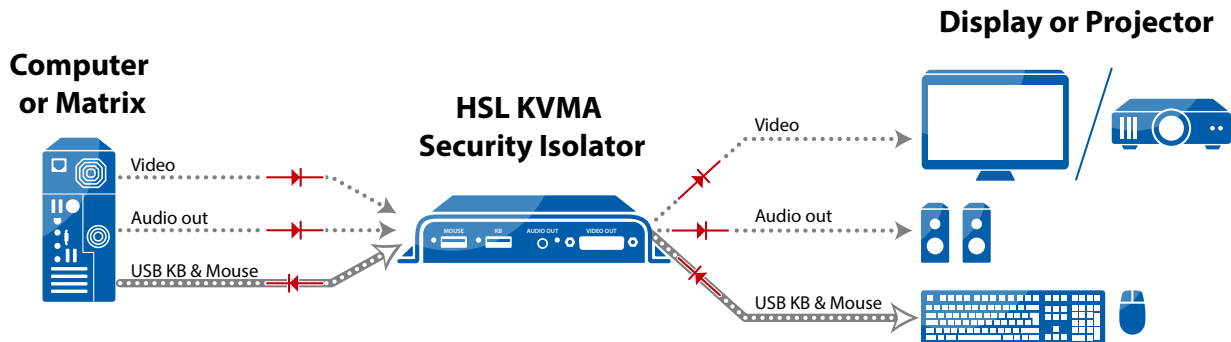 Display or Projector
Computer
or Matrix
HSL KVMA
Security Isolator
Video
Audio out
USB KB & Mouse
MOUSE
KB
AUDIO OUT
VIDEO OUT
Video
Audio out
USB KB & Mouse